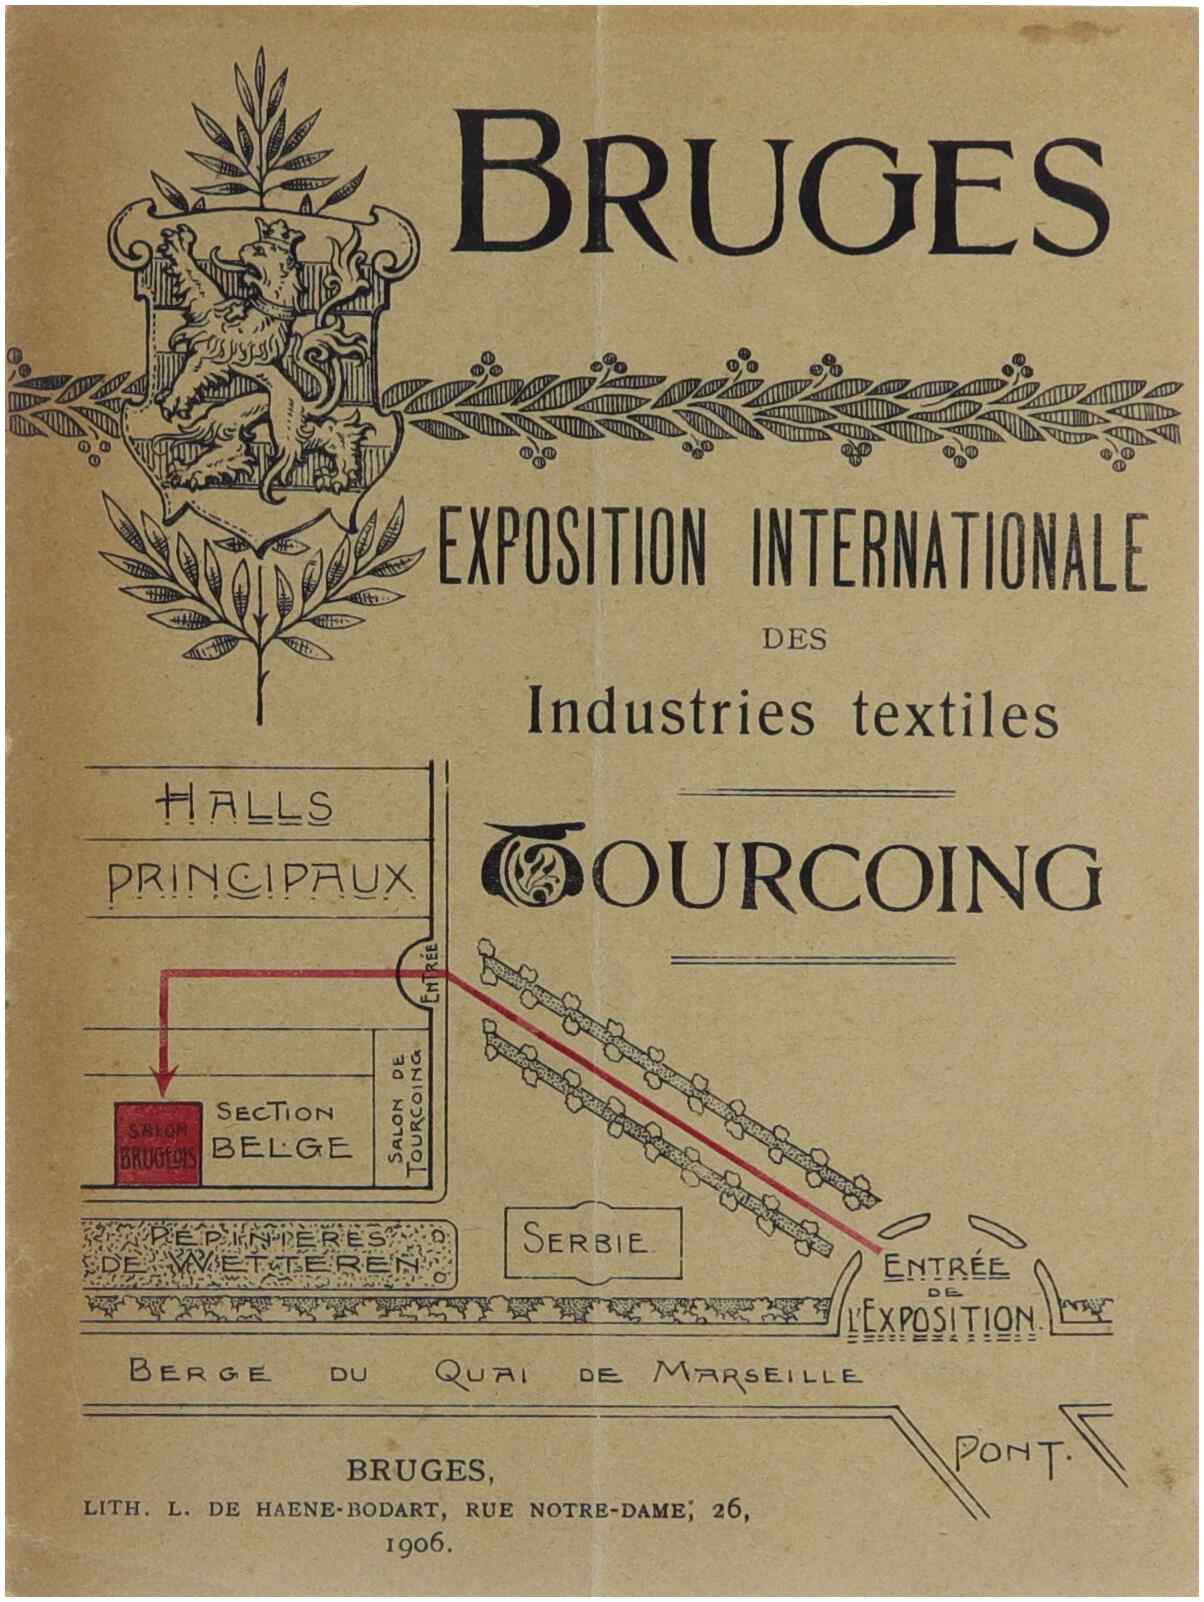 BRUGES
EXPOSITION INTERNATIONALE
DES
Industries textiles
TOURCOING
HALLS
PRINCIPAUX
ENTRÉE
SALON DE
TOURCOING
SECTION
BELGE
SALON
BRUGEOIS
PÉPINIÈRES
DE WETTEREN
SERBIE
ENTRÉE
DE
L'EXPOSITION.
BERGE DU QUAI DE MARSEILLE
PONT.
BRUGES,
LITH. L. DE HAENE-BODART, RUE NOTRE-DAME, 26,
1906.